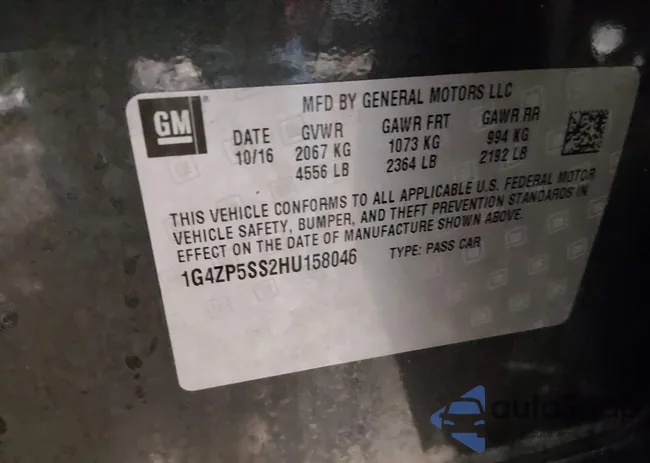 GM
MFD BY GENERAL MOTORS LLC
DATE GVWR GAWR FRT GAWR RR
10/16 2067 KG 1073 KG 994 KG
4556 LB 2364 LB 2192 LB
THIS VEHICLE CONFORMS TO ALL APPLICABLE U.S. FEDERAL MOTOR
VEHICLE SAFETY, BUMPER, AND THEFT PREVENTION STANDARDS IN
EFFECT ON THE DATE OF MANUFACTURE SHOWN ABOVE.
1G4ZP5SS2HU158046 TYPE: PASS CAR